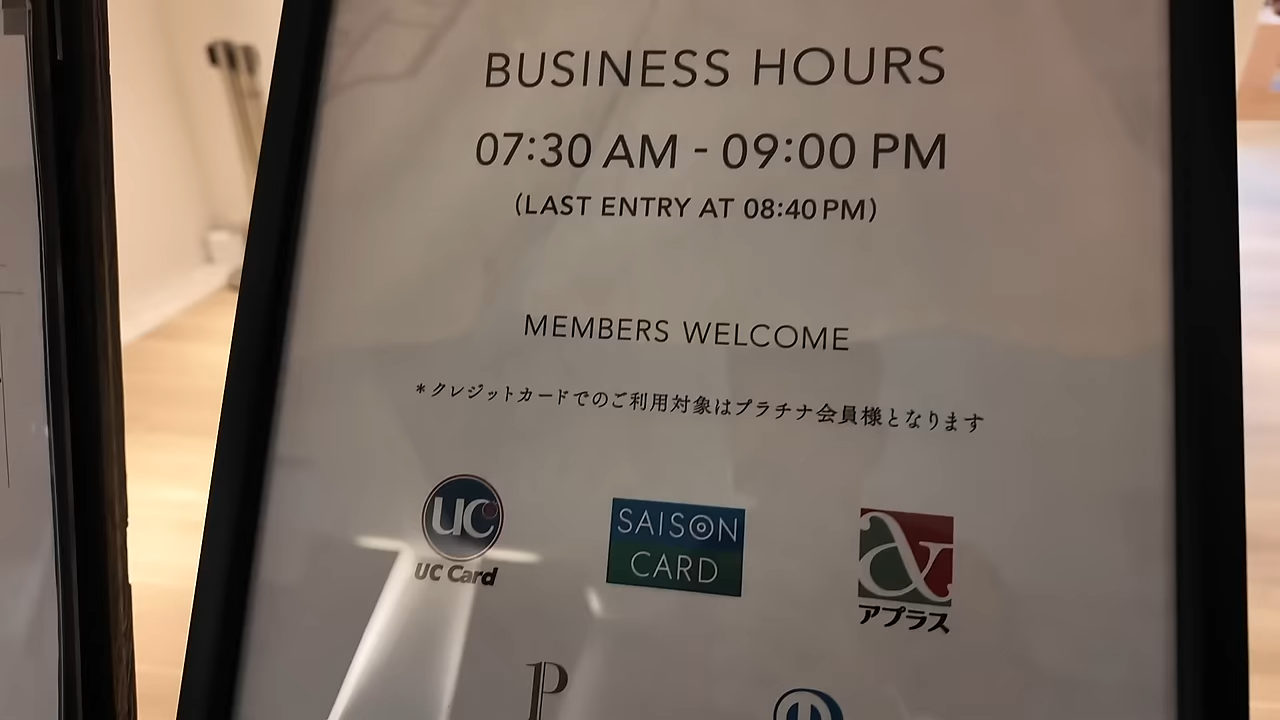 BUSINESS HOURS
07:30 AM - 09:00 PM
(LAST ENTRY AT 08:40 PM)
MEMBERS WELCOME
*クレジットカードでのご利用対象はプラチナ会員様となります
UC
UC Card
SAISON
CARD
&
アプラス
P